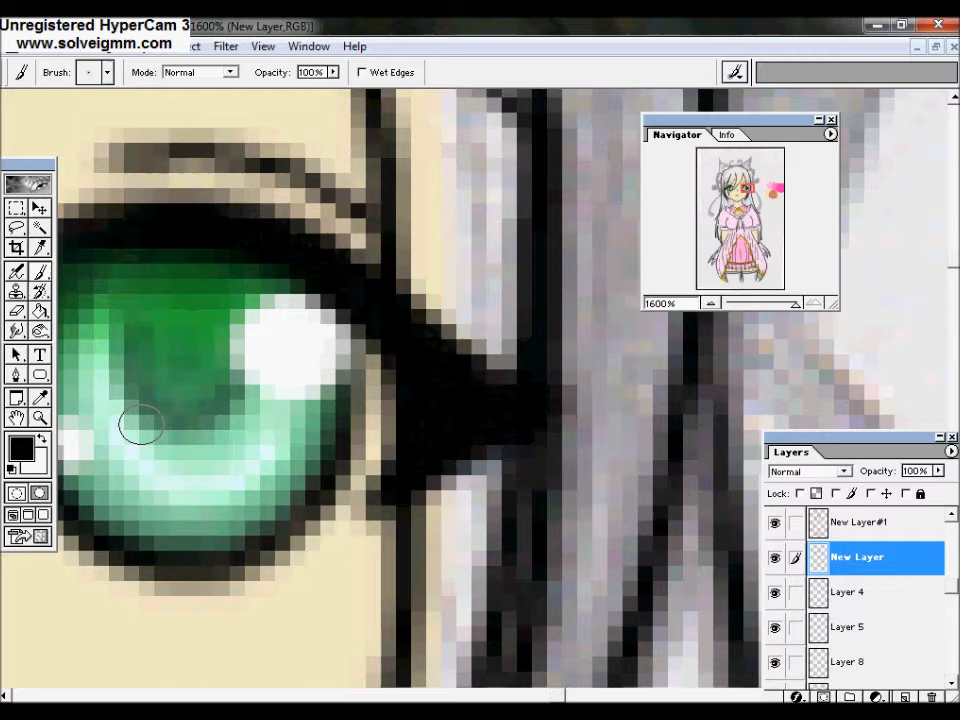 Unregistered HyperCam 3
www.solveigmm.com
1600% (New Layer,RGB)]
Filter View Window Help
Brush: Mode: Normal Opacity: 100% Wet Edges
Navigator Info
1600%
Layers
Normal Opacity: 100%
Lock:
New Layer#1
New Layer
Layer 4
Layer 5
Layer 8